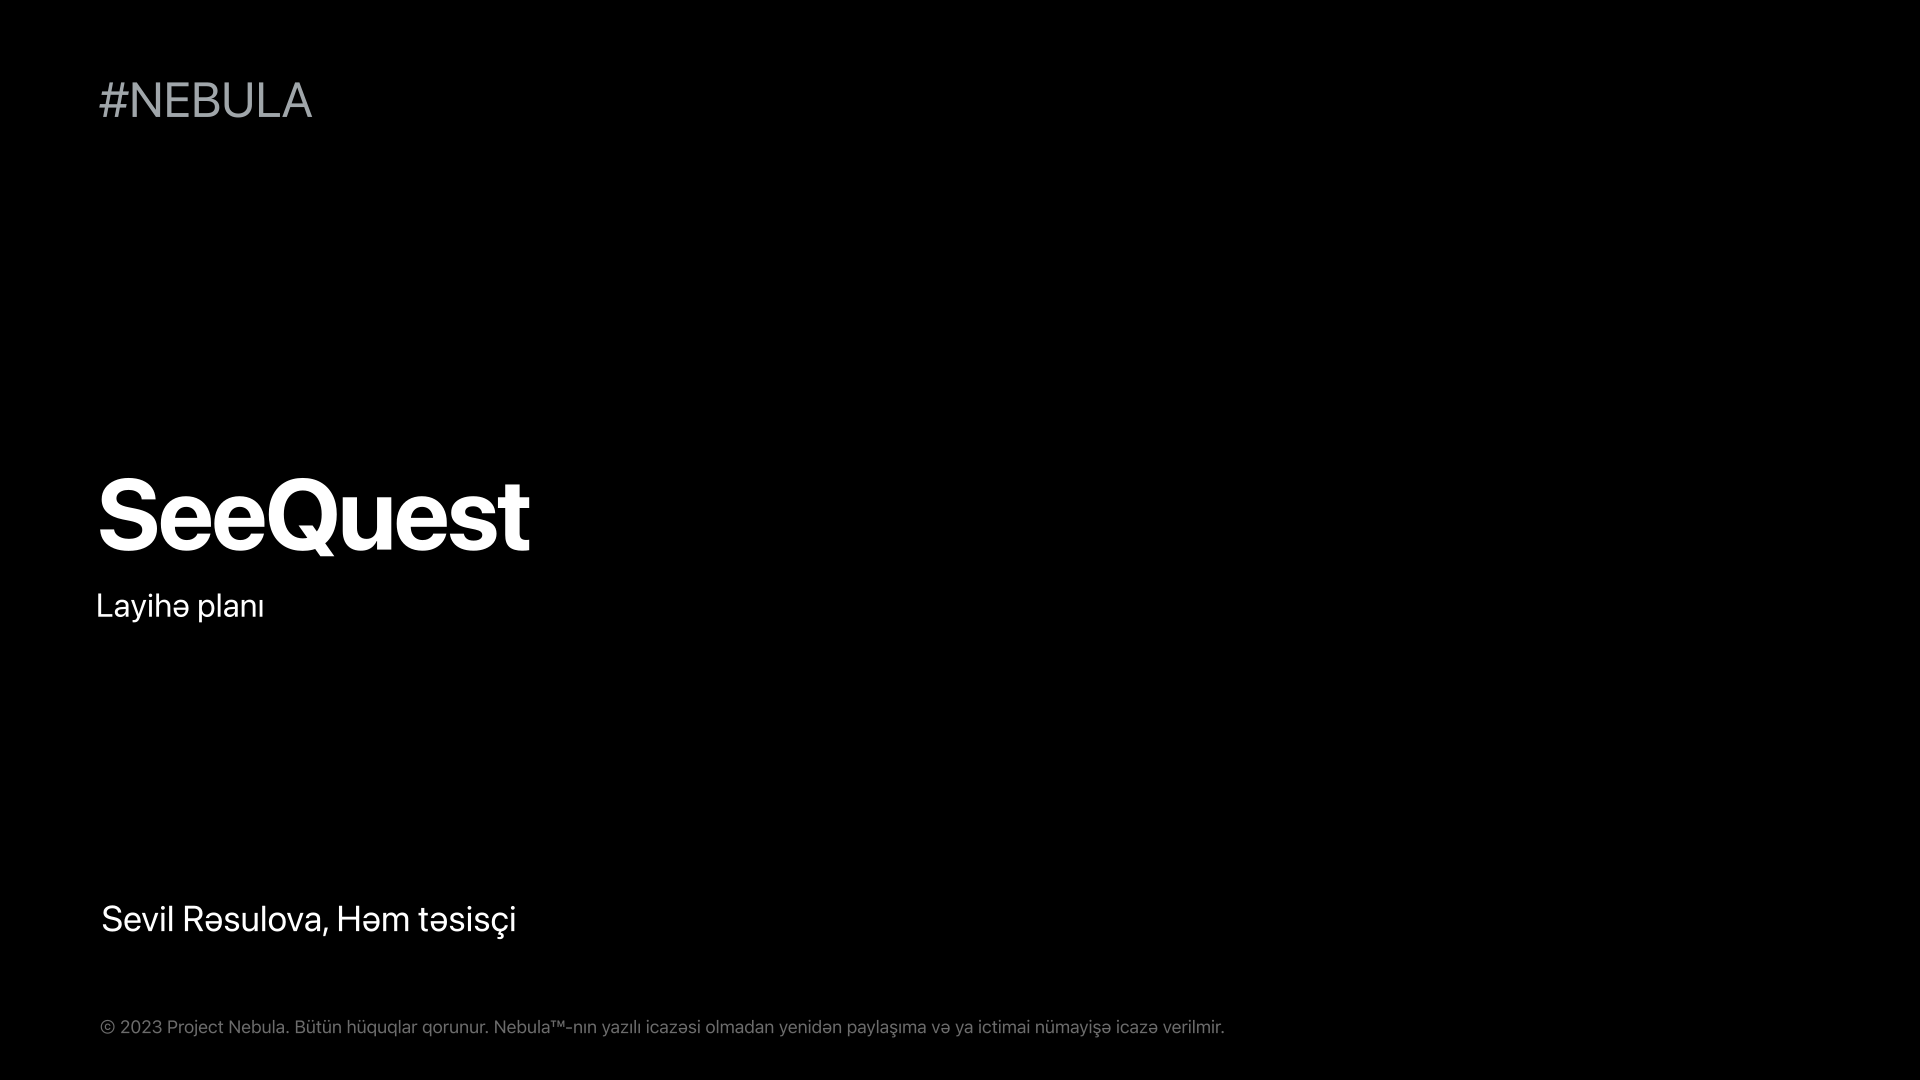 #NEBULA
SeeQuest
Layihə planı
Sevil Rəsulova, Həm təsisçi
© 2023 Project Nebula. Bütün hüquqlar qorunur. Nebula™-nın yazılı icazəsi olmadan yenidən paylaşıma və ya ictimai nümayişə icazə verilmir.